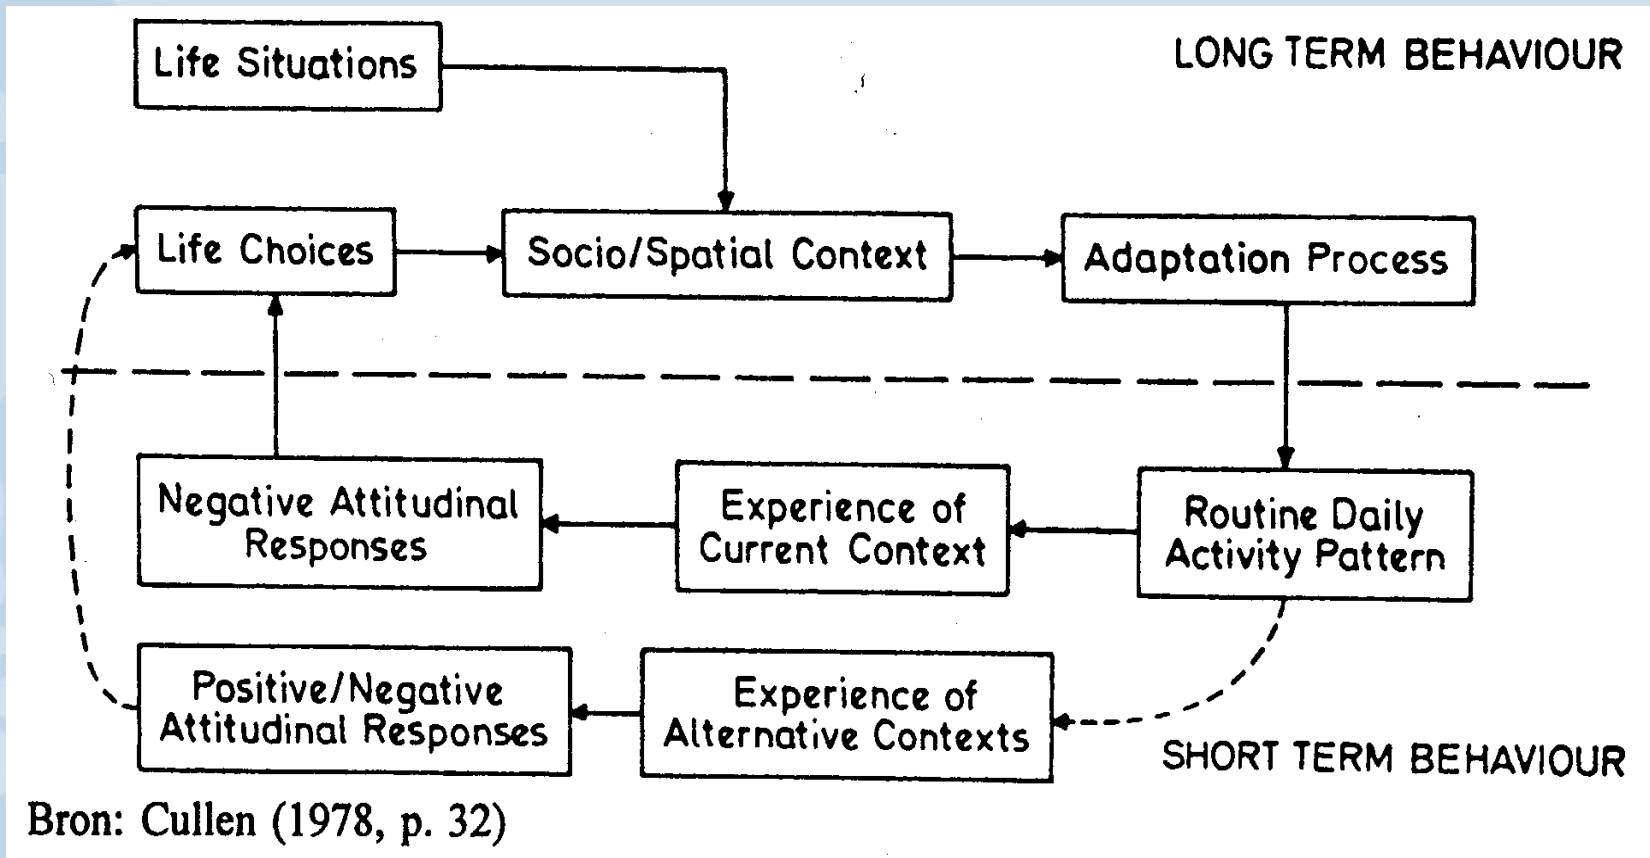 Life Situations
LONG TERM BEHAVIOUR
Life Choices
Socio/Spatial Context
Adaptation Process
Negative Attitudinal
Responses
Experience of
Current Context
Routine Daily
Activity Pattern
Positive/Negative
Attitudinal Responses
Experience of
Alternative Contexts
SHORT TERM BEHAVIOUR
Bron: Cullen (1978, p. 32)